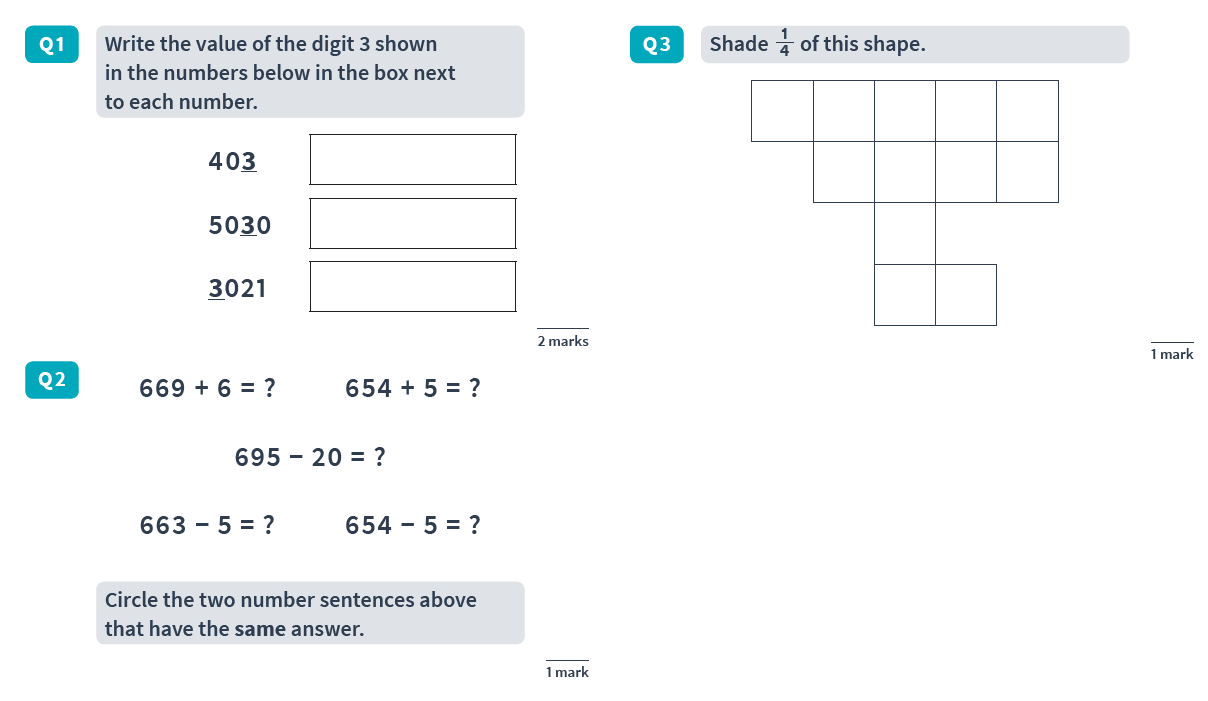 Q1
Write the value of the digit 3 shown
in the numbers below in the box next
to each number.
403
5030
3021
2 marks
Q2
669 + 6 = ? 654 + 5 = ?
695 − 20 = ?
663 − 5 = ? 654 − 5 = ?
Circle the two number sentences above
that have the same answer.
1 mark
Q3
Shade 1/4 of this shape.
1 mark